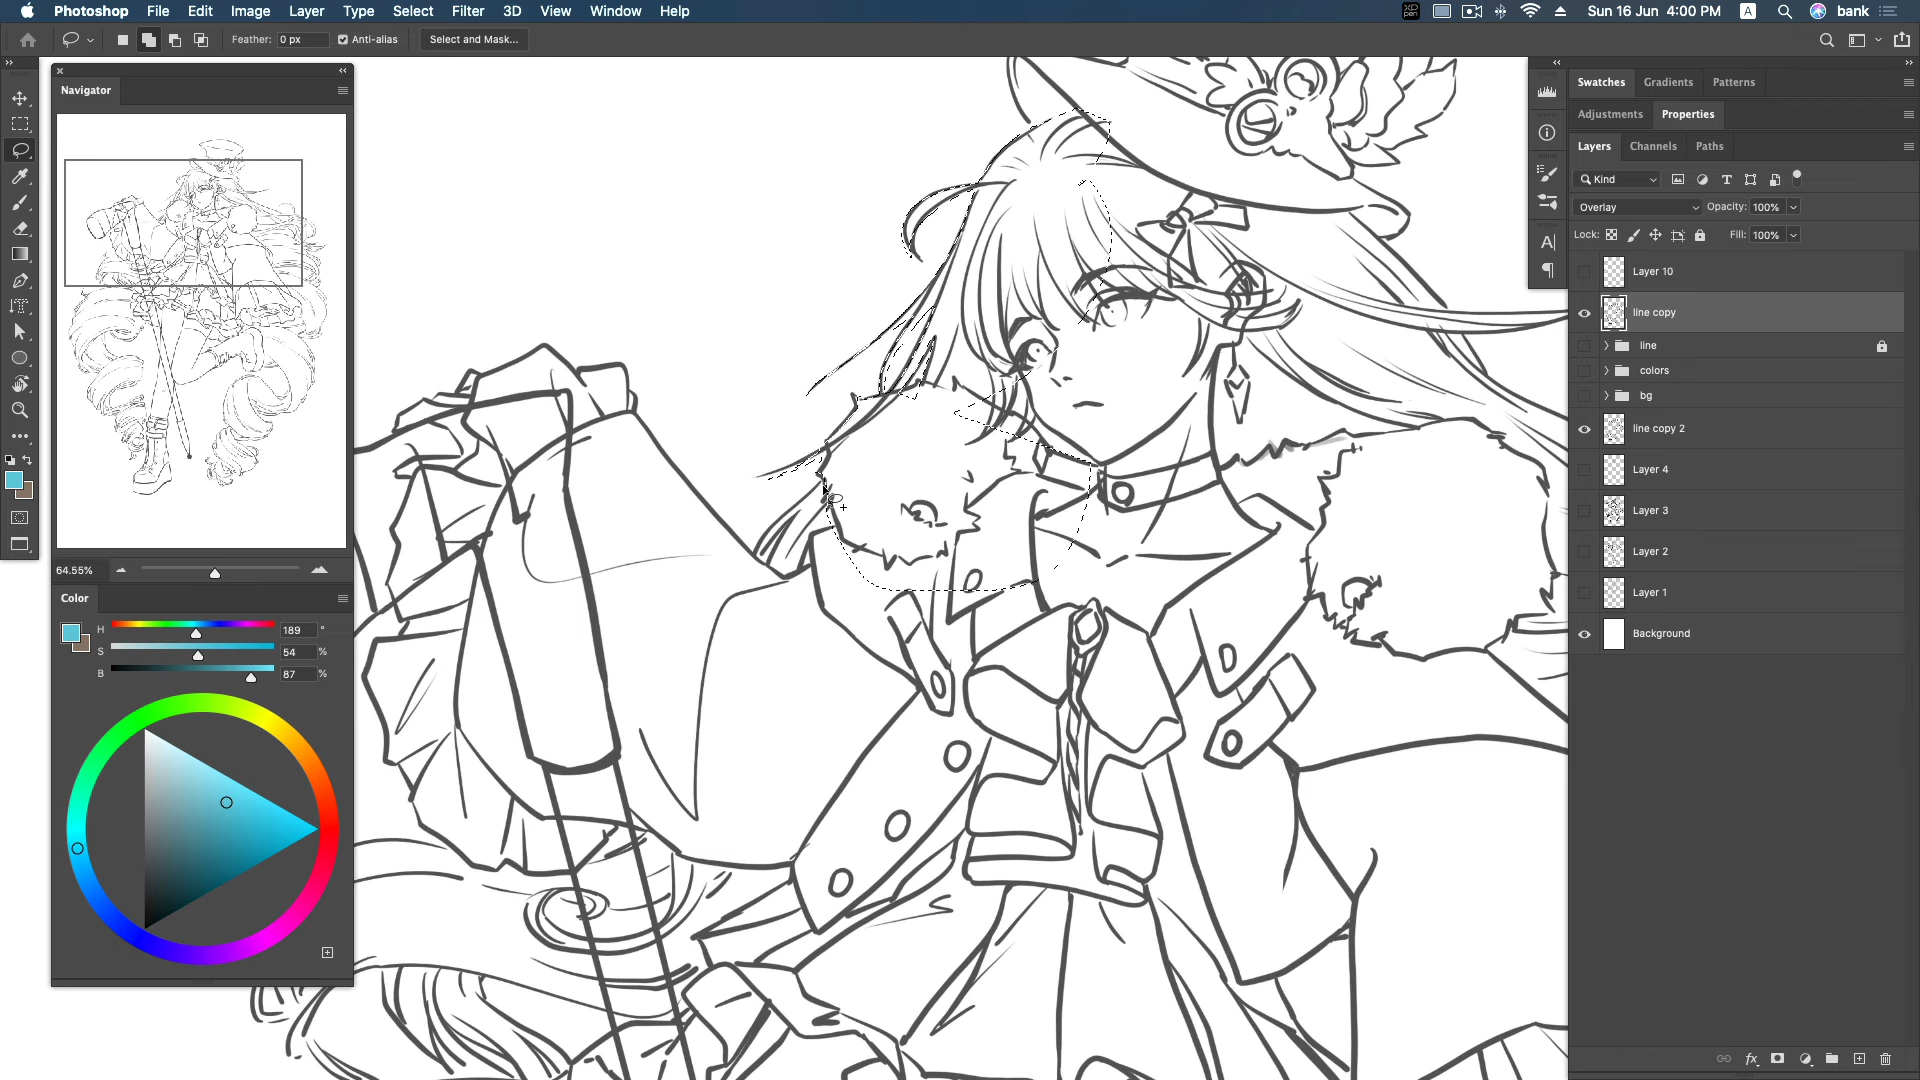 Photoshop File Edit Image Layer Type Select Filter 3D View Window Help
XP pen
Sun 16 Jun 4:00 PM A bank
Feather: 0 px Anti-alias Select and Mask...
Navigator
64.55%
Color
H 189 °
S 54 %
B 87 %
Swatches Gradients Patterns
Adjustments Properties
Layers Channels Paths
Kind
Overlay Opacity: 100%
Lock: Fill: 100%
Layer 10
line copy
line
colors
bg
line copy 2
Layer 4
Layer 3
Layer 2
Layer 1
Background
fx